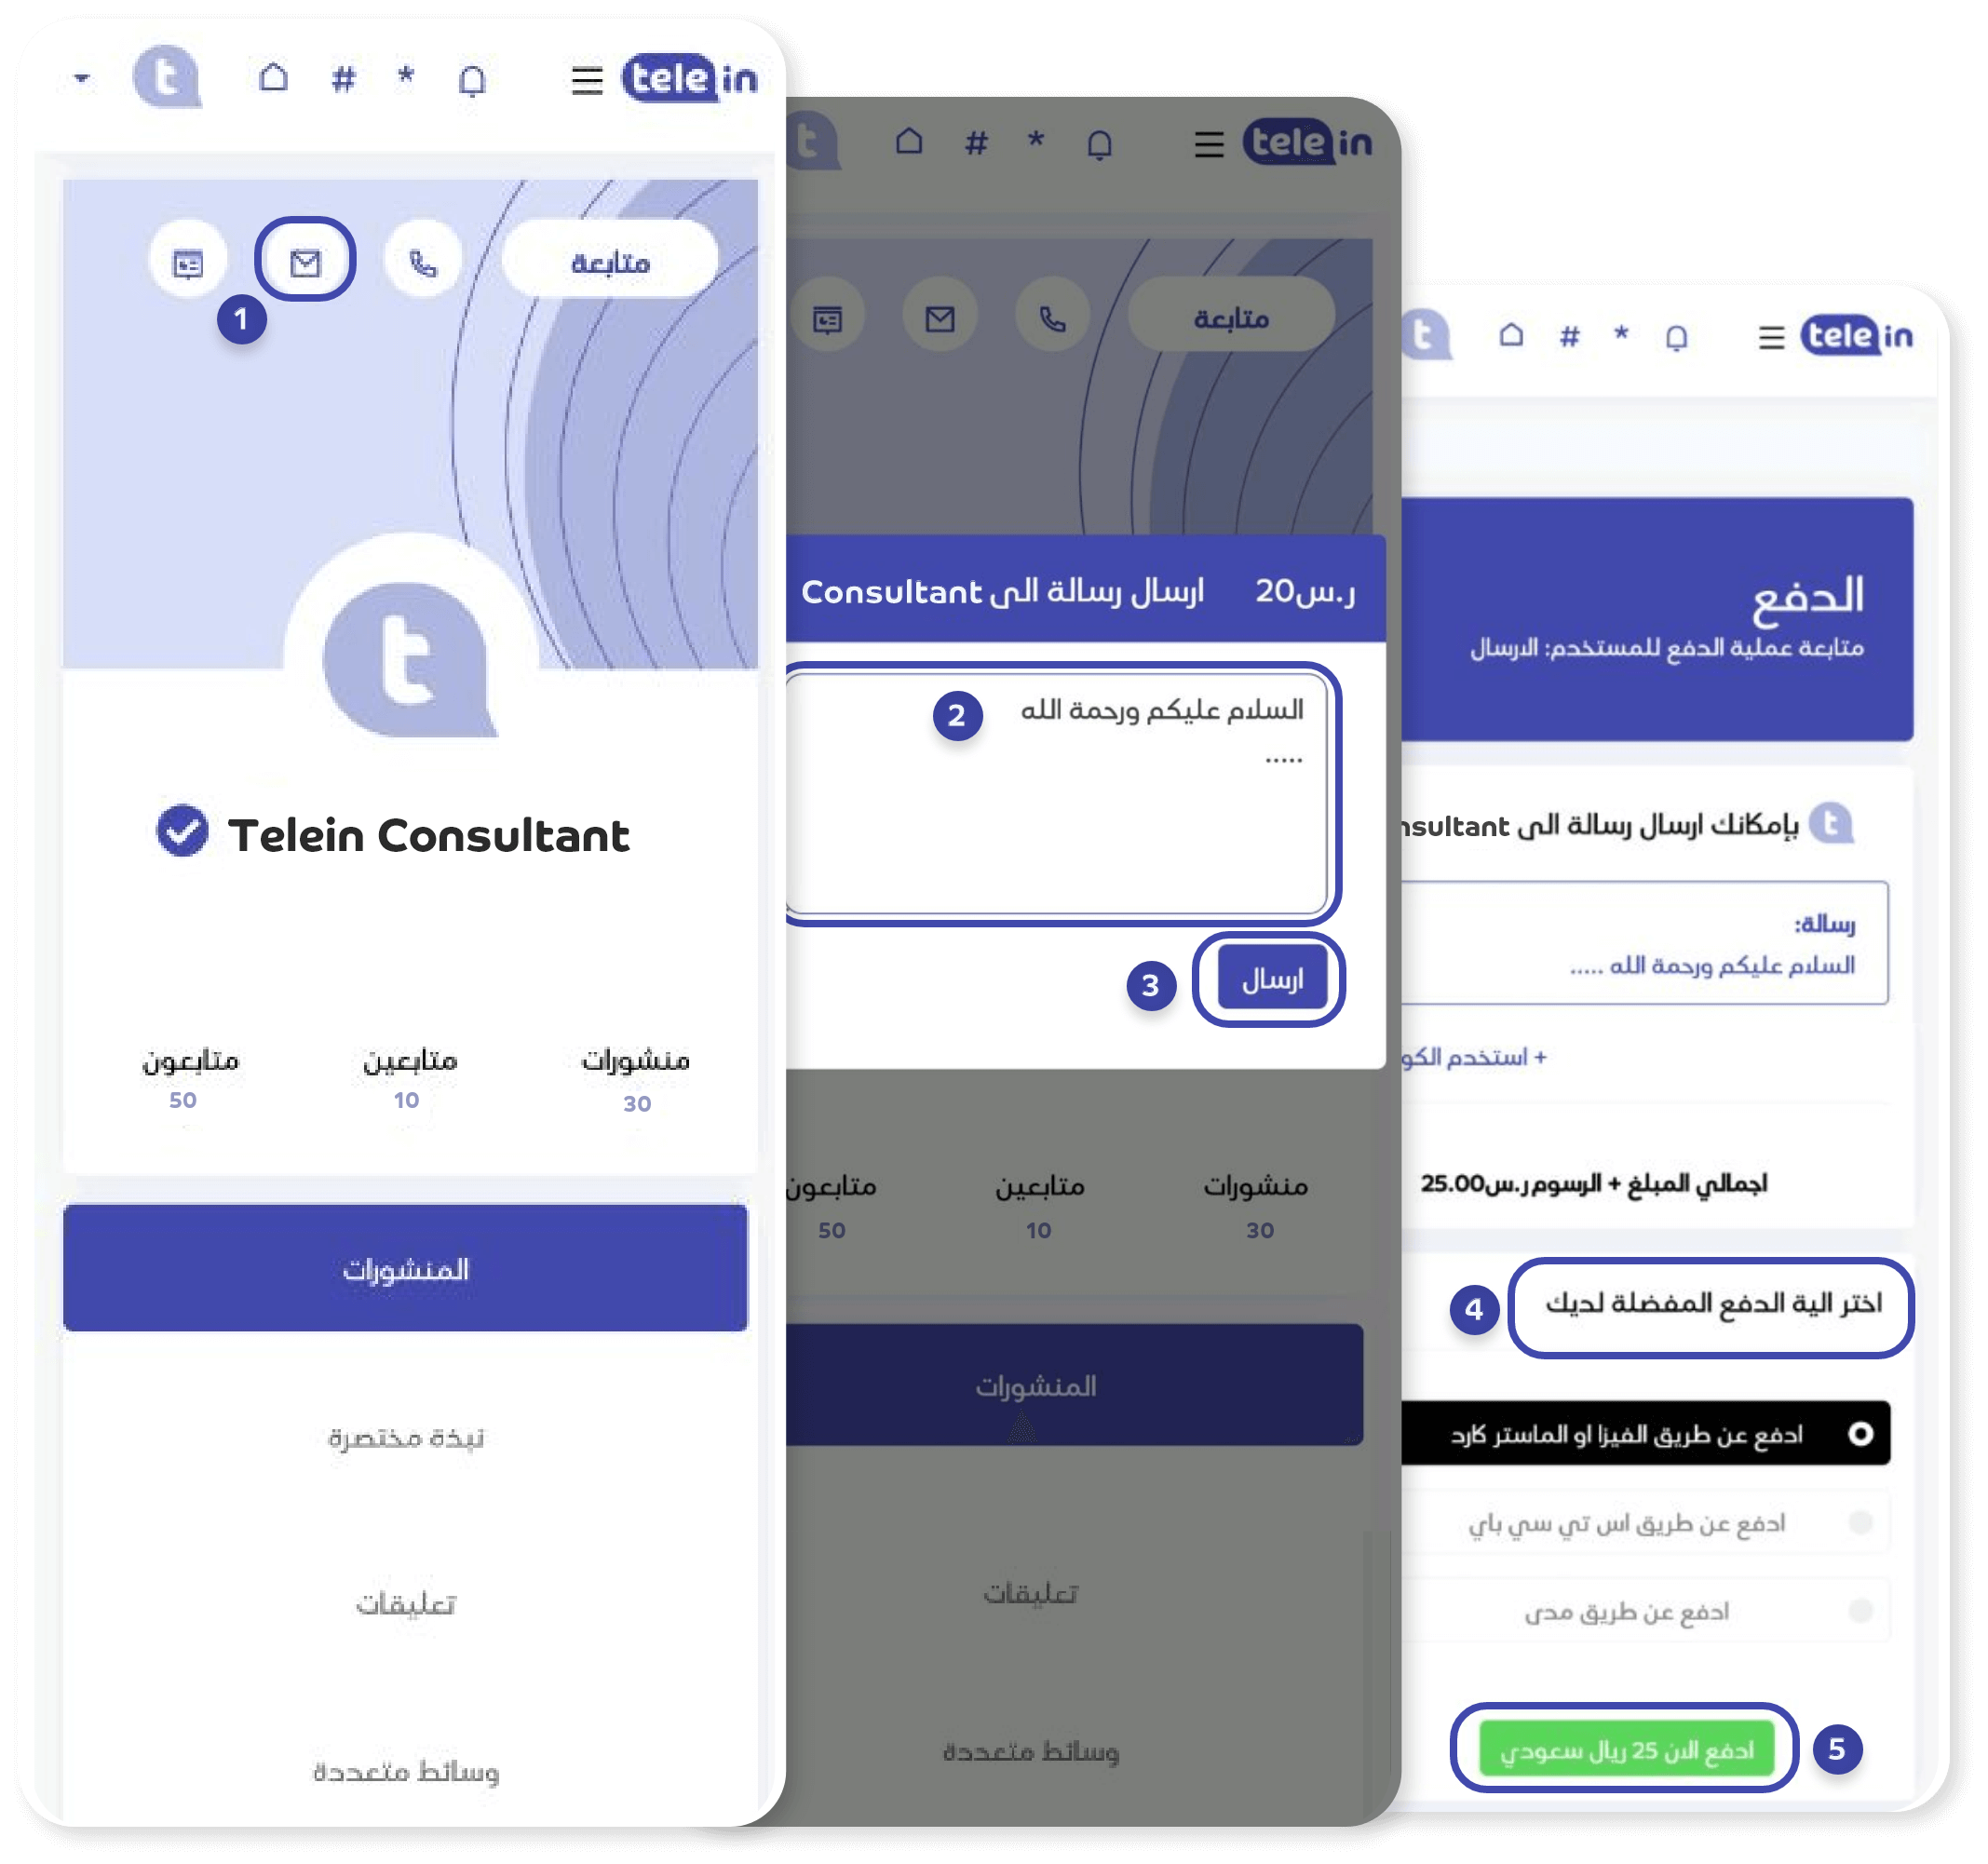 telein
متابعة
1
t
Telein Consultant
منشورات
متابعين
متابعون
30
10
50
المنشورات
نبذة مختصرة
تعليقات
وسائط متعددة
telein
t
متابعة
ر.س20 ارسال رسالة الى Consultant
السلام عليكم ورحمة الله
.....
2
ارسال
3
منشورات
متابعين
متابعون
30
10
50
المنشورات
تعليقات
وسائط متعددة
telein
t
الدفع
متابعة عملية الدفع للمستخدم: الارسال
بإمكانك ارسال رسالة الى nsultant
رسالة:
السلام عليكم ورحمة الله .....
+ استخدم الكو
اجمالي المبلغ + الرسوم ر.س25.00
اختر الية الدفع المفضلة لديك
4
ادفع عن طريق الفيزا او الماستر كارد
ادفع عن طريق اس تي سي باي
ادفع عن طريق مدى
ادفع الان 25 ريال سعودي
5